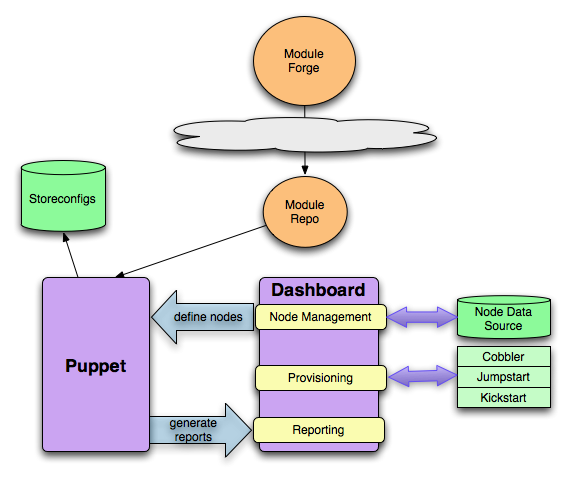 Module
Forge
Module
Repo
Storeconfigs
Puppet
define nodes
generate
reports
Dashboard
Node Management
Provisioning
Reporting
Node Data
Source
Cobbler
Jumpstart
Kickstart